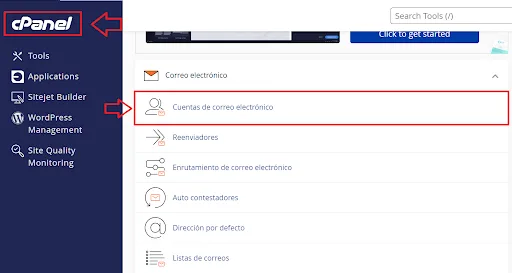 cPanel
Search Tools (/)
Click to get started
Tools
Applications
Sitejet Builder
WordPress
Management
Site Quality
Monitoring
Correo electrónico
Cuentas de correo electrónico
Reenviadores
Enrutamiento de correo electrónico
Auto contestadores
Dirección por defecto
Listas de correos